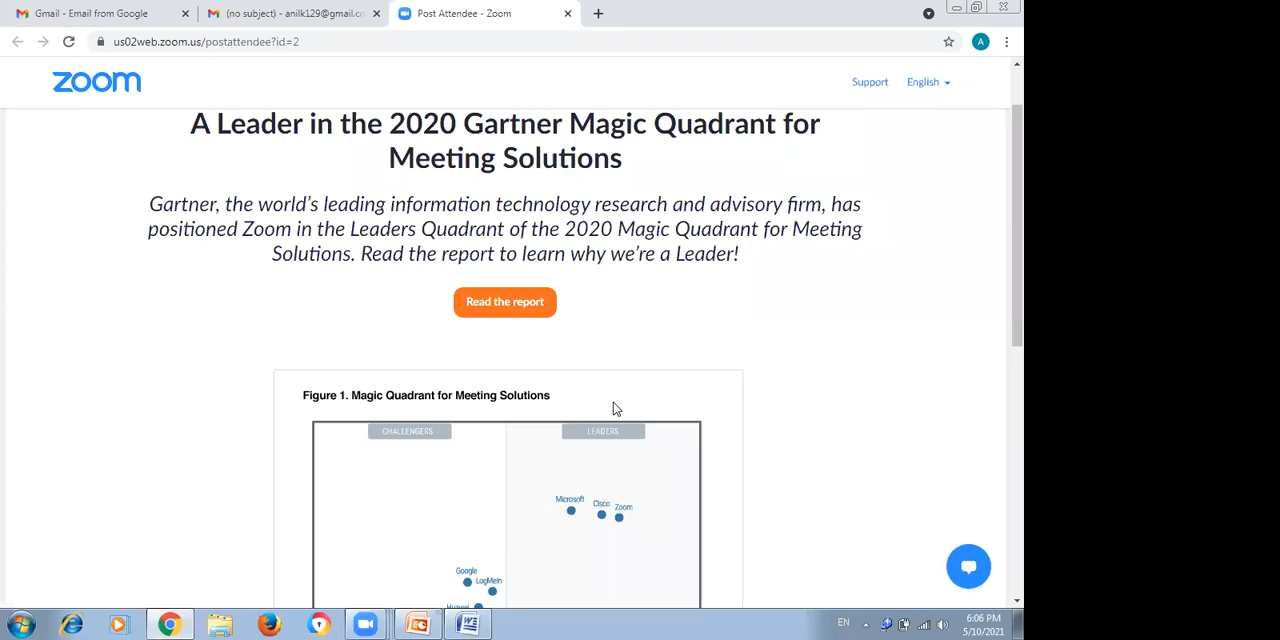 Gmail - Email from Google
(no subject) - anilk129@gmail.co
Post Attendee - Zoom
us02web.zoom.us/postattendee?id=2
A
zoom
Support
English
A Leader in the 2020 Gartner Magic Quadrant for
Meeting Solutions
Gartner, the world's leading information technology research and advisory firm, has
positioned Zoom in the Leaders Quadrant of the 2020 Magic Quadrant for Meeting
Solutions. Read the report to learn why we're a Leader!
Read the report
Figure 1. Magic Quadrant for Meeting Solutions
CHALLENGERS
LEADERS
Microsoft
Cisco
Zoom
Google
LogMeIn
Huawei
EN
6:06 PM
5/10/2021